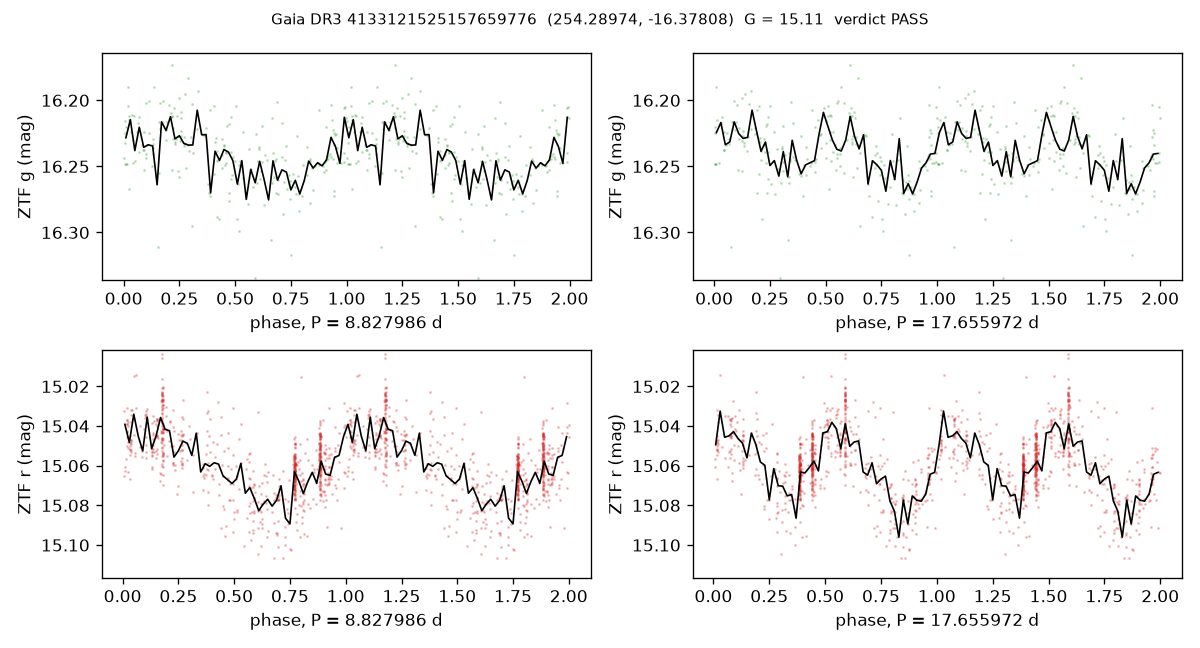 Gaia DR3 4133121525157659776  (254.28974, -16.37808)  G = 15.11  verdict PASS
ZTF g (mag)
16.20
16.25
16.30
0.00 0.25 0.50 0.75 1.00 1.25 1.50 1.75 2.00
phase, P = 8.827986 d
ZTF g (mag)
16.20
16.25
16.30
0.00 0.25 0.50 0.75 1.00 1.25 1.50 1.75 2.00
phase, P = 17.655972 d
ZTF r (mag)
15.02
15.04
15.06
15.08
15.10
0.00 0.25 0.50 0.75 1.00 1.25 1.50 1.75 2.00
phase, P = 8.827986 d
ZTF r (mag)
15.02
15.04
15.06
15.08
15.10
0.00 0.25 0.50 0.75 1.00 1.25 1.50 1.75 2.00
phase, P = 17.655972 d